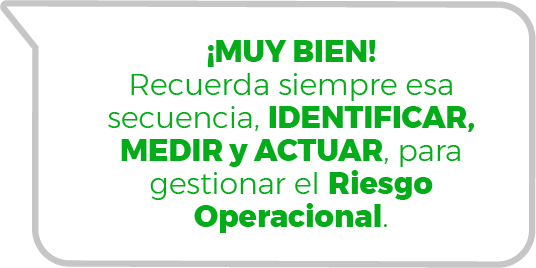 ¡MUY BIEN!
Recuerda siempre esa
secuencia, IDENTIFICAR,
MEDIR y ACTUAR, para
gestionar el Riesgo
Operacional.